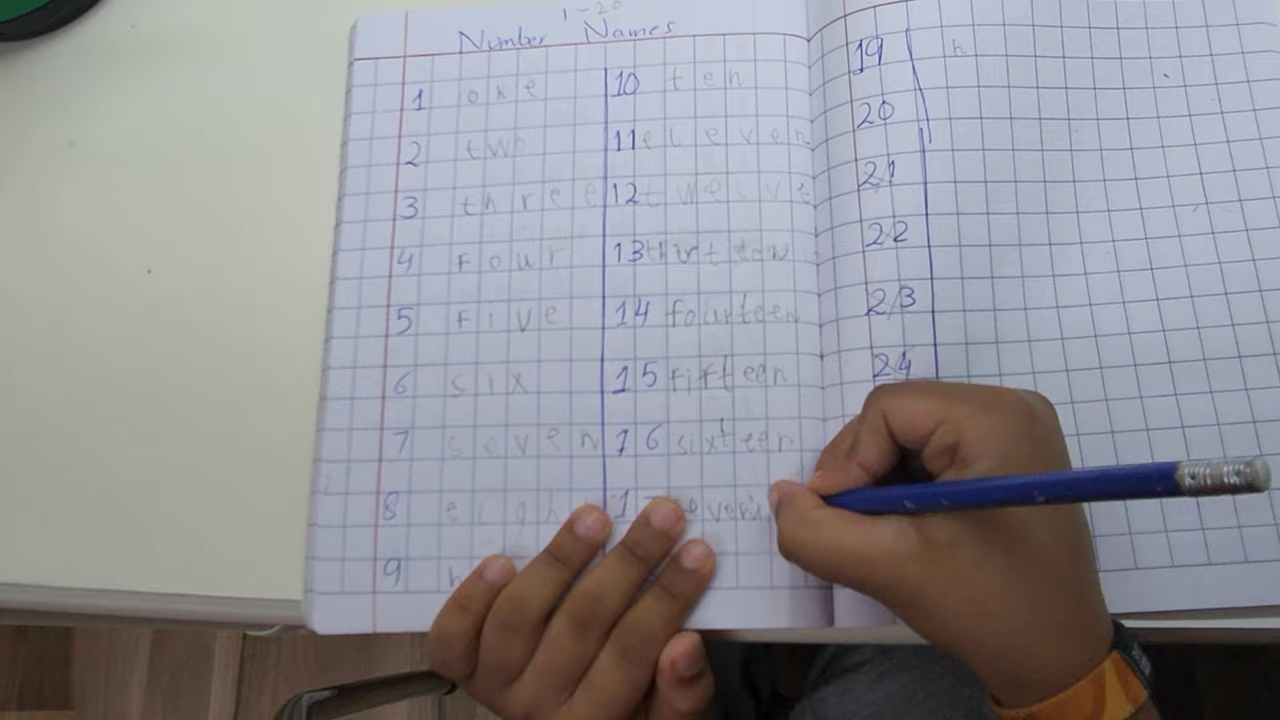 1-20
Number Names
1 one
2 two
3 three
4 Four
5 Five
6 six
7 seven
8 eigh
9 n
10 ten
11 eleven
12 twelve
13 thirteen
14 fourteen
15 Fifteen
16 sixteen
19 n
20
21
22
23
24